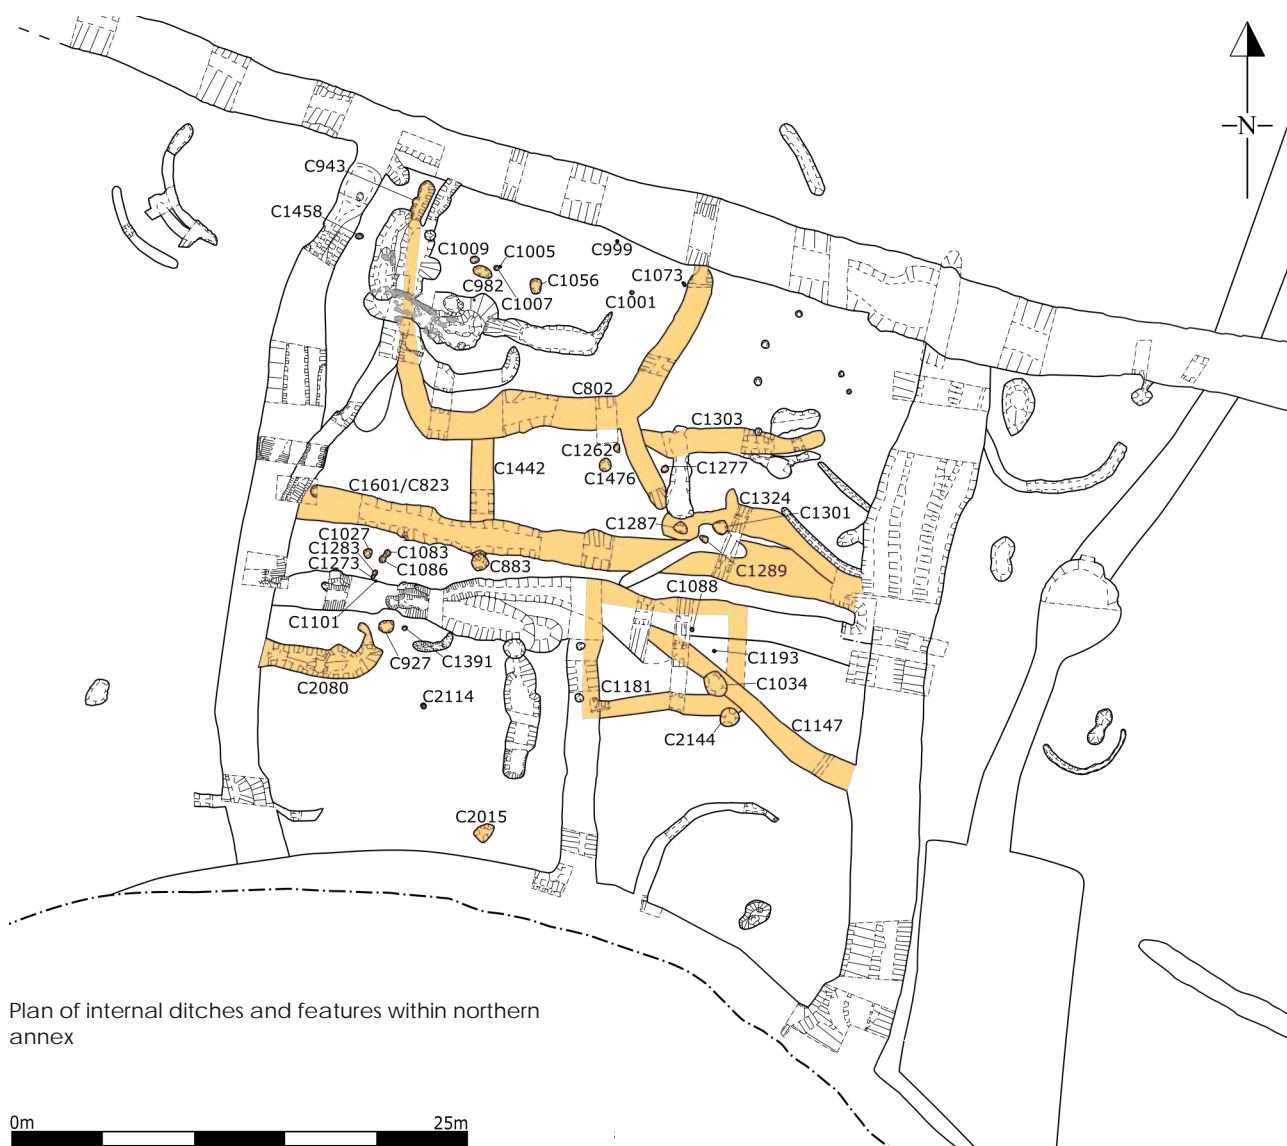 N
C943
C1458
C1009
C1005
C999
C982
C1007
C1056
C1073
C1001
C802
C1303
C1262
C1442
C1476
C1277
C1601/C823
C1324
C1301
C1287
C1027
C1283
C1273
C1083
C1086
C883
C1289
C1088
C1101
C927
C1391
C1193
C2080
C1181
C1034
C2114
C1147
C2144
C2015
Plan of internal ditches and features within northern
annex
0m 25m